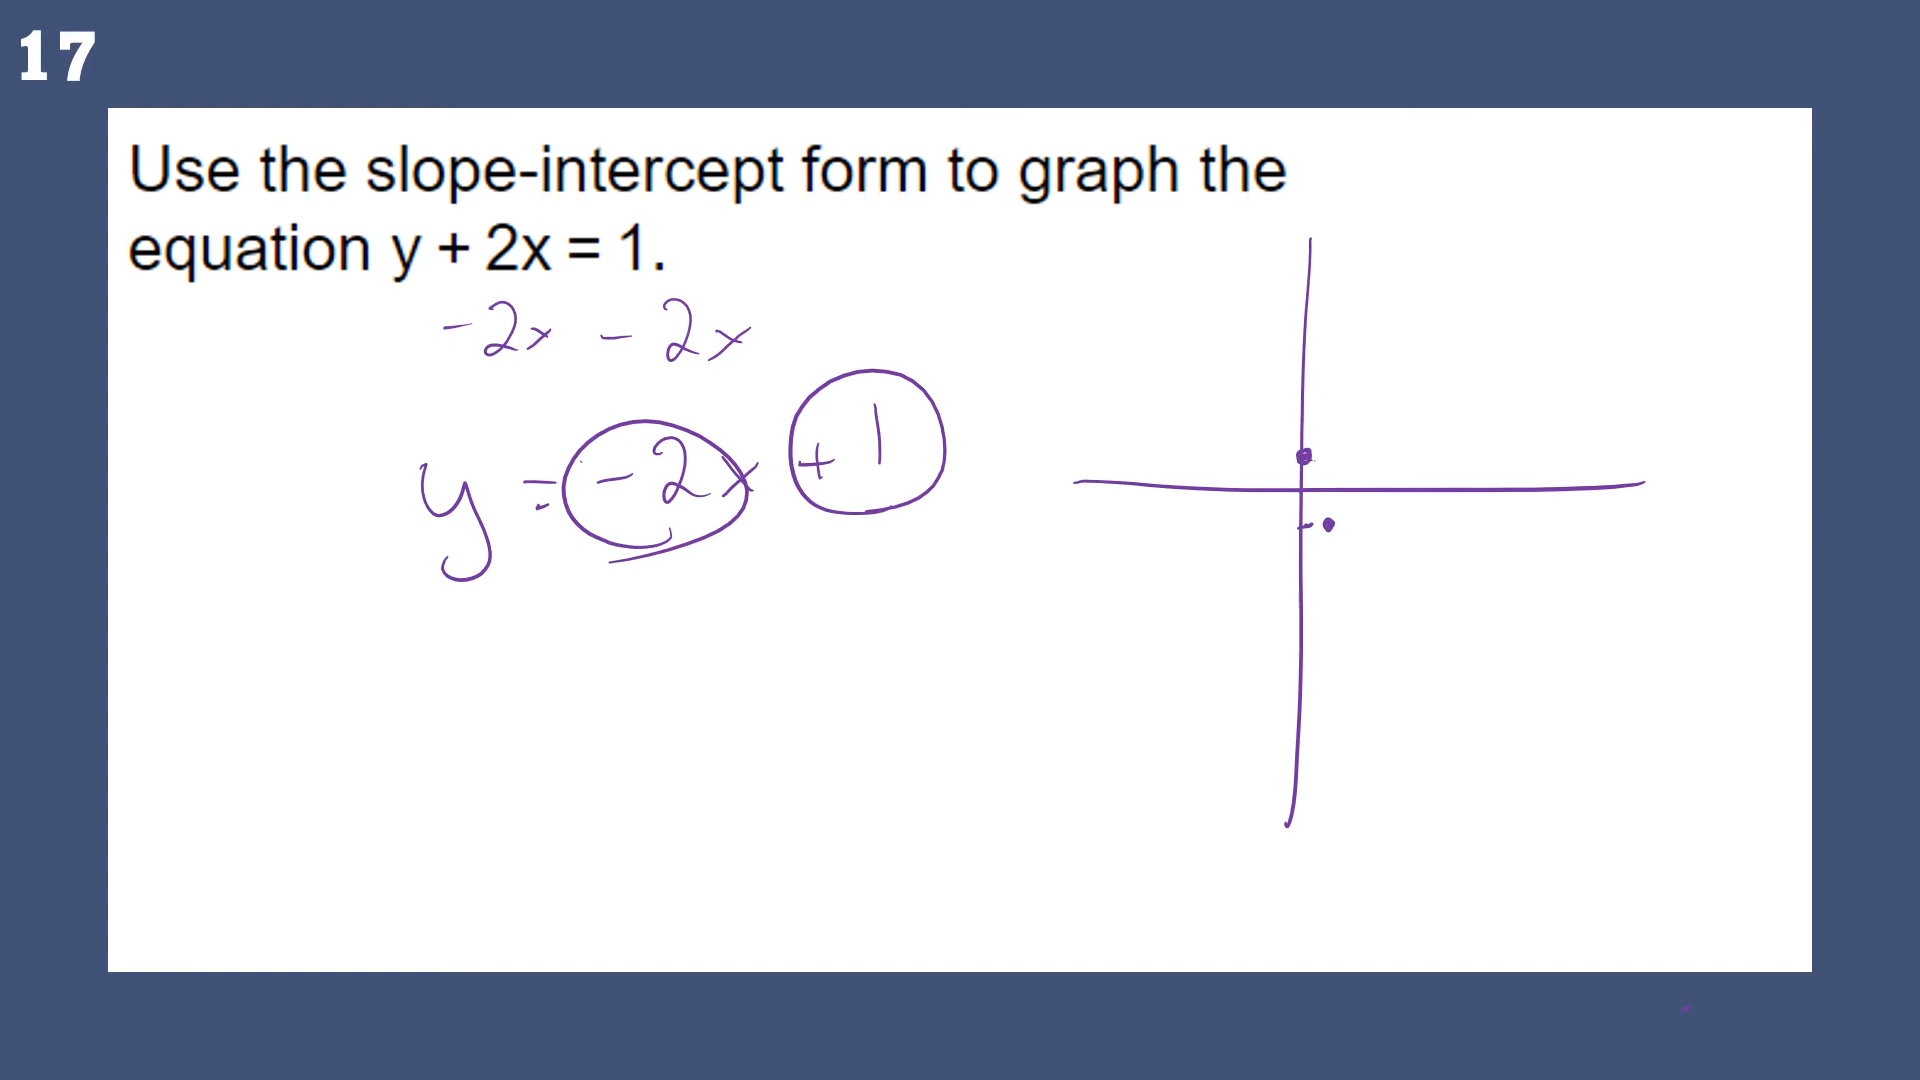 17
Use the slope-intercept form to graph the
equation y + 2x = 1.
-2x - 2x
y = -2x + 1